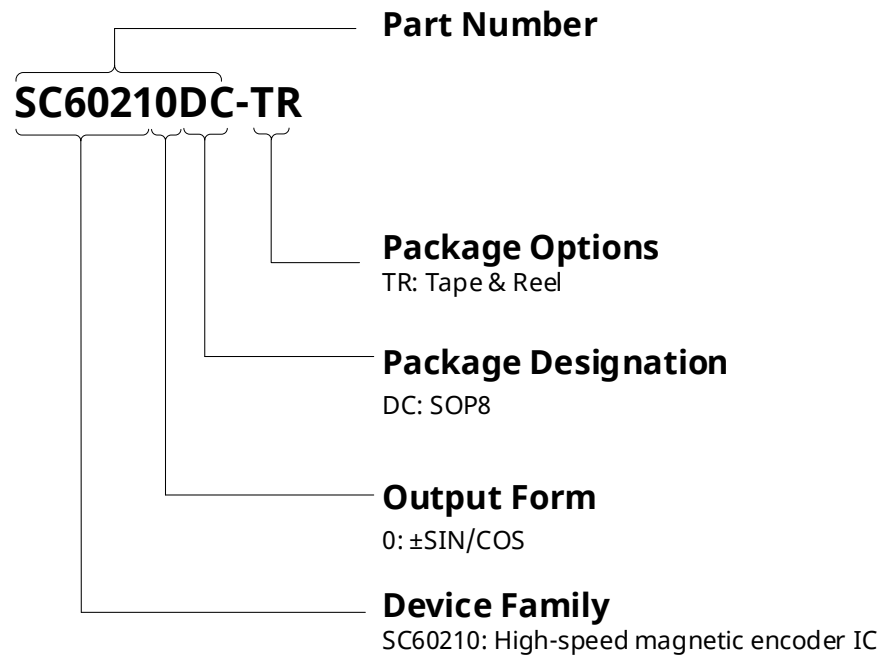 Part Number
SC60210DC-TR
Package Options
TR: Tape & Reel
Package Designation
DC: SOP8
Output Form
0: ±SIN/COS
Device Family
SC60210: High-speed magnetic encoder IC